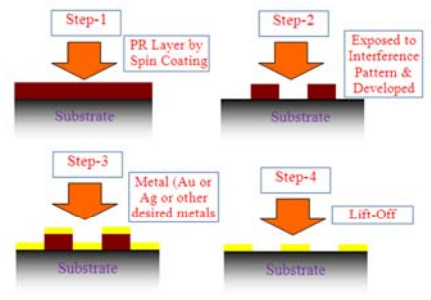 Step-1
PR Layer by
Spin Coating
Substrate
Step-2
Exposed to
Interference
Pattern &
Developed
Substrate
Step-3
Metal (Au or
Ag or other
desired metals
Substrate
Step-4
Lift-Off
Substrate